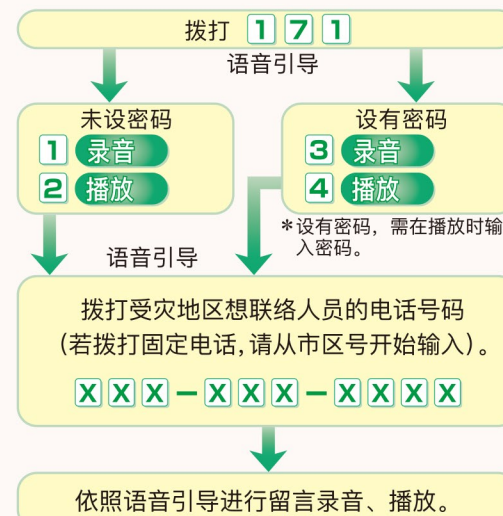 拨打 1 7 1
语音引导
未设密码
1 录音
2 播放
设有密码
3 录音
4 播放
*设有密码，需在播放时输
入密码。
语音引导
拨打受灾地区想联络人员的电话号码
（若拨打固定电话,请从市区号开始输入）。
XXX－XXX－XXXX
依照语音引导进行留言录音、播放。